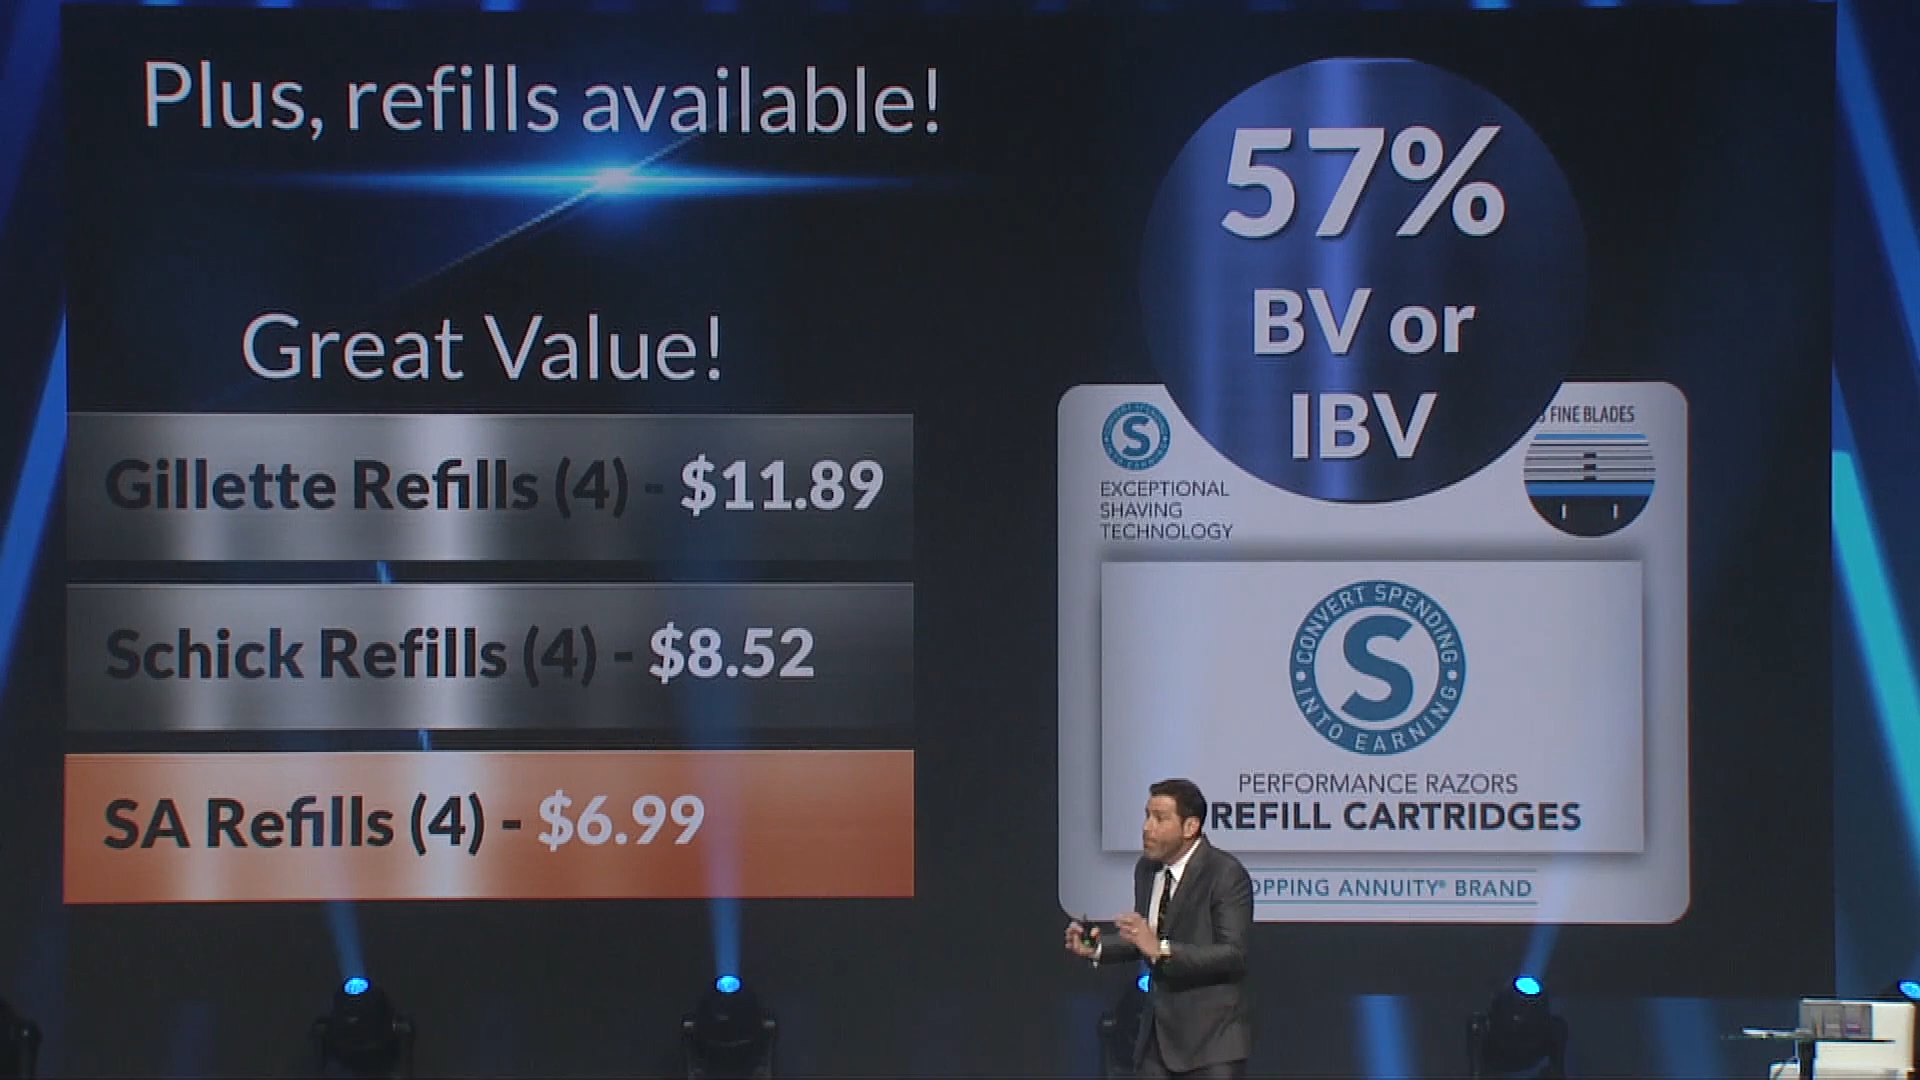 Plus, refills available!
Great Value!
Gillette Refills (4) - $11.89
Schick Refills (4) - $8.52
SA Refills (4) - $6.99
57%
BV or
IBV
S
EXCEPTIONAL
SHAVING
TECHNOLOGY
FINE BLADES
CONVERT SPENDING
S
INTO EARNING
PERFORMANCE RAZORS
REFILL CARTRIDGES
OPPING ANNUITY® BRAND